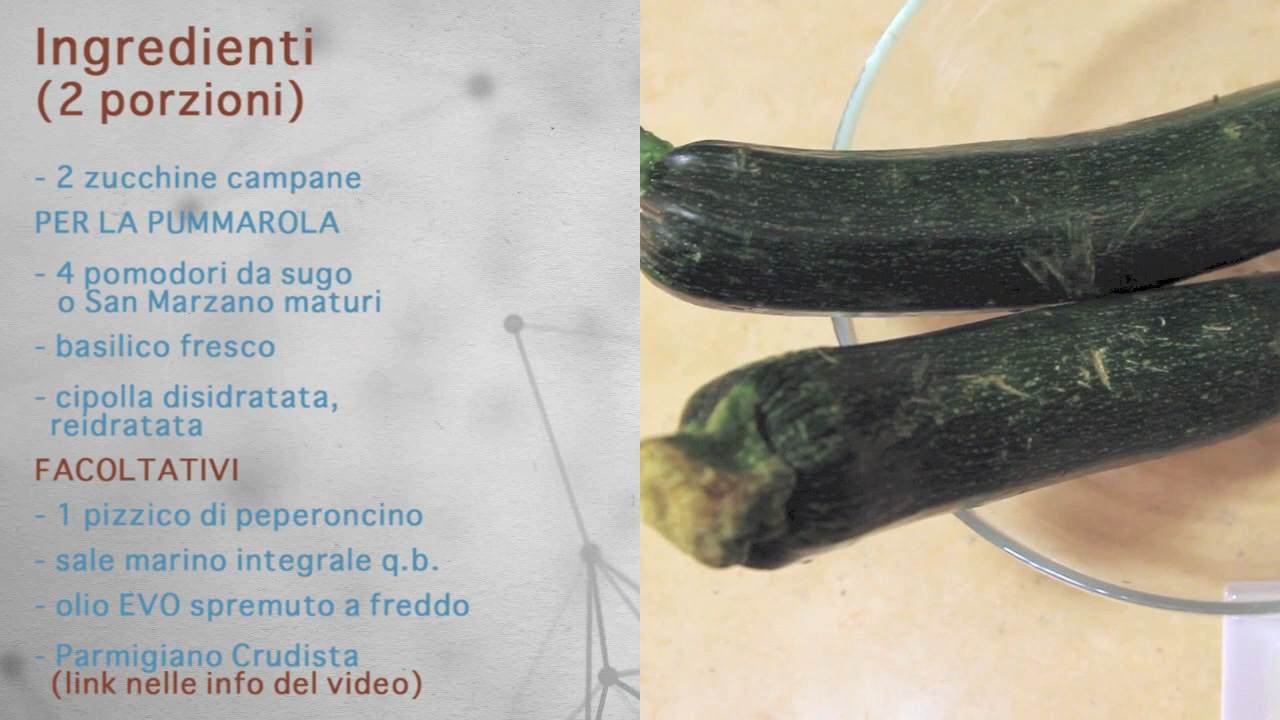 Ingredienti
(2 porzioni)
- 2 zucchine campane
PER LA PUMMAROLA
- 4 pomodori da sugo
o San Marzano maturi
- basilico fresco
- cipolla disidratata,
reidratata
FACOLTATIVI
- 1 pizzico di peperoncino
- sale marino integrale q.b.
- olio EVO spremuto a freddo
- Parmigiano Crudista
(link nelle info del video)